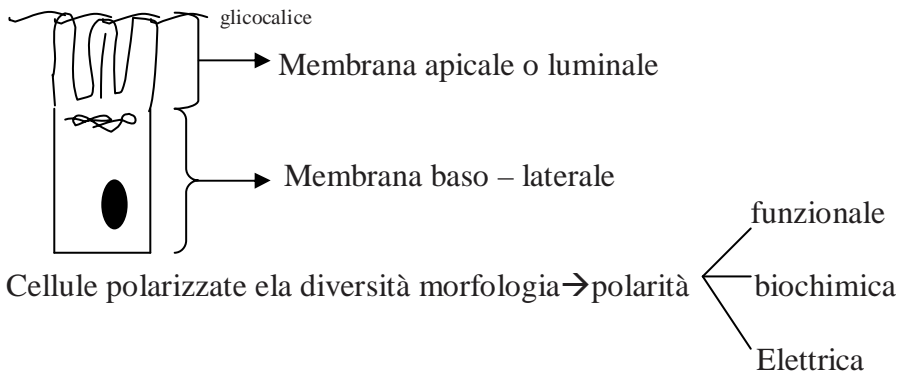 glicocalice
Membrana apicale o luminale
Membrana baso – laterale
funzionale
Cellule polarizzate ela diversità morfologia→polarità
biochimica
Elettrica